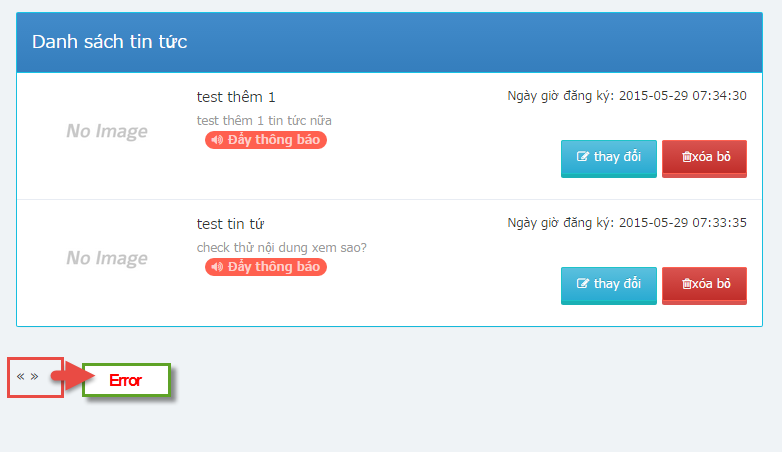 Danh sách tin tức
No Image
test thêm 1
Ngày giờ đăng ký: 2015-05-29 07:34:30
test thêm 1 tin tức nữa
Đẩy thông báo
thay đổi
xóa bỏ
No Image
test tin tứ
Ngày giờ đăng ký: 2015-05-29 07:33:35
check thử nội dung xem sao?
Đẩy thông báo
thay đổi
xóa bỏ
« »
Error